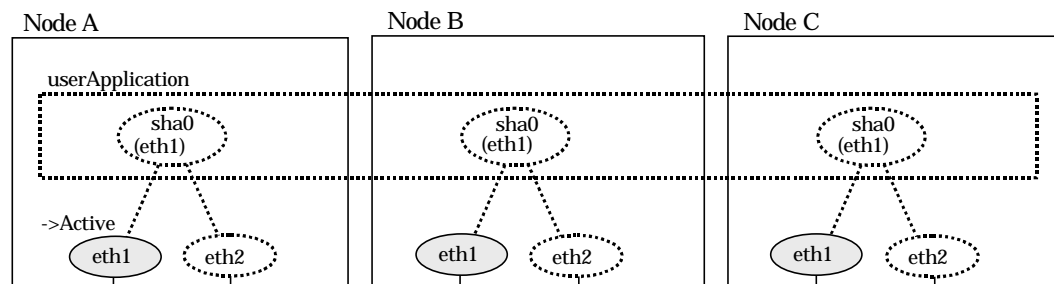 Node A
Node B
Node C
userApplication
sha0
(eth1)
sha0
(eth1)
sha0
(eth1)
->Active
eth1
eth2
eth1
eth2
eth1
eth2